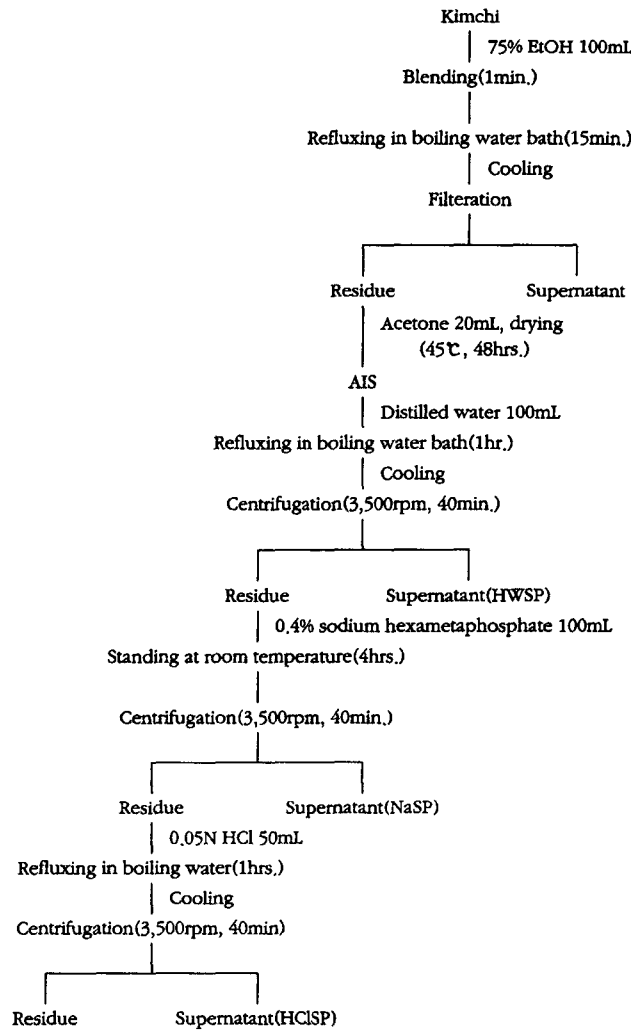 Kimchi
75% EtOH 100mL
Blending(1min.)
Refluxing in boiling water bath(15min.)
Cooling
Filteration
Residue
Supernatant
Acetone 20mL, drying
(45℃, 48hrs.)
AIS
Distilled water 100mL
Refluxing in boiling water bath(1hr.)
Cooling
Centrifugation(3,500rpm, 40min.)
Residue
Supernatant(HWSP)
0.4% sodium hexametaphosphate 100mL
Standing at room temperature(4hrs.)
Centrifugation(3,500rpm, 40min.)
Residue
Supernatant(NaSP)
0.05N HCl 50mL
Refluxing in boiling water(1hrs.)
Cooling
Centrifugation(3,500rpm, 40min)
Residue
Supernatant(HClSP)